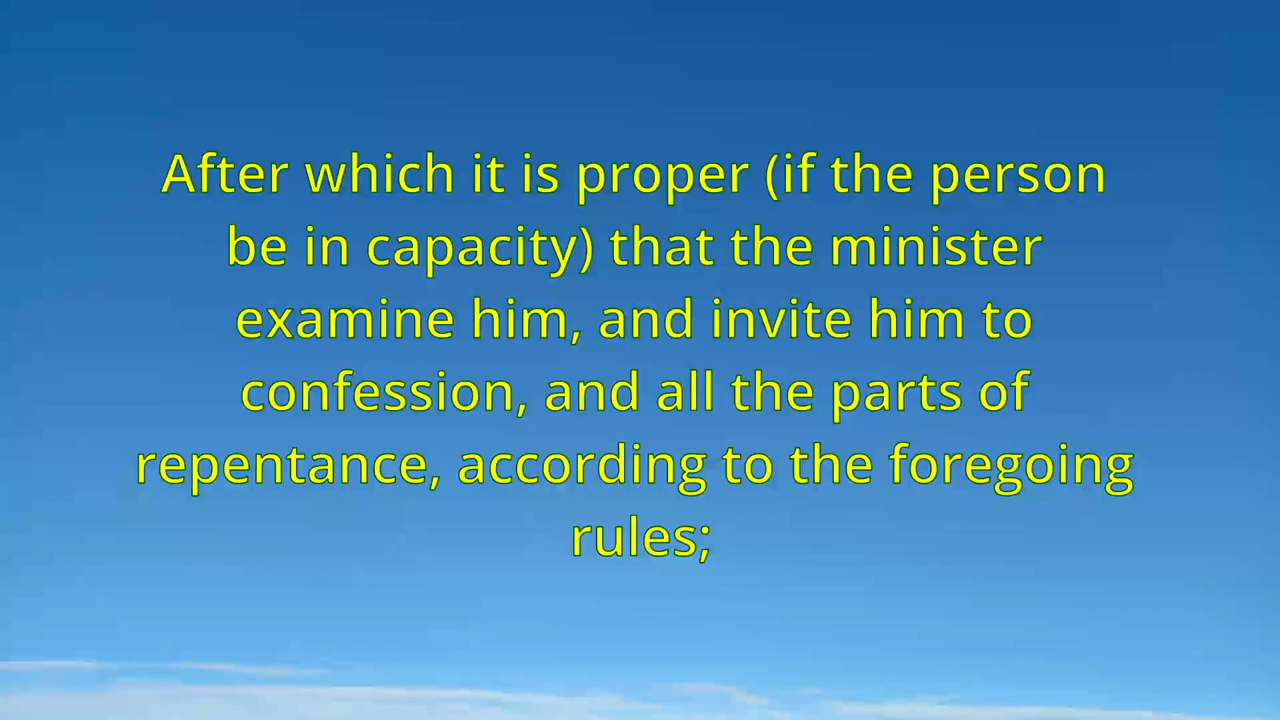 After which it is proper (if the person
be in capacity) that the minister
examine him, and invite him to
confession, and all the parts of
repentance, according to the foregoing
rules;